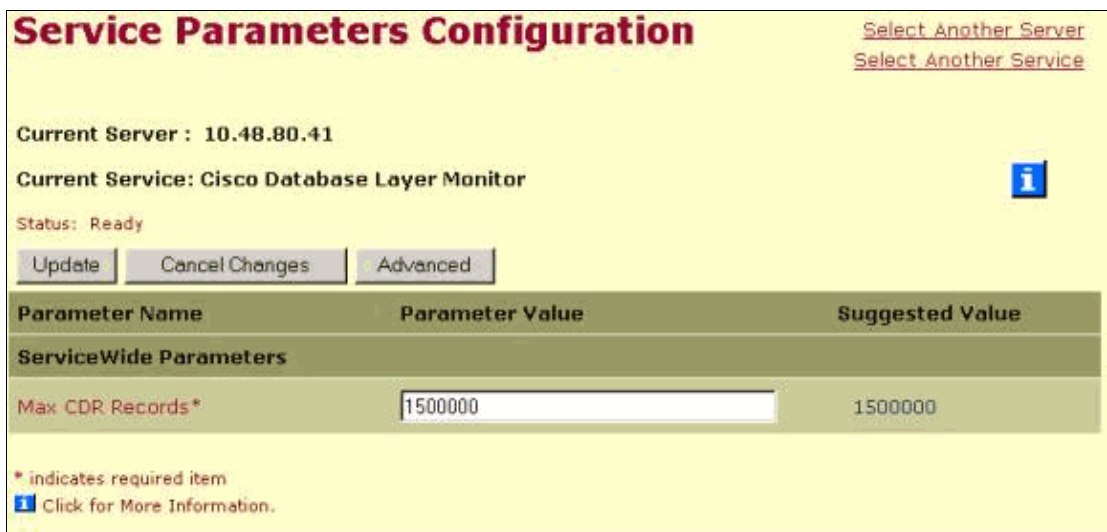 Service Parameters Configuration
Select Another Server
Select Another Service
Current Server : 10.48.80.41
Current Service: Cisco Database Layer Monitor
i
Status: Ready
Update Cancel Changes Advanced
Parameter Name Parameter Value Suggested Value
ServiceWide Parameters
Max CDR Records* 1500000 1500000
* indicates required item
i Click for More Information.